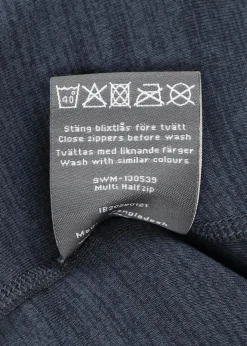 40
Stäng blixtlås före tvätt
Close zippers before wash
Tvättas med liknande färger
Wash with similar colours
SWM-130539
Multi Halfzip